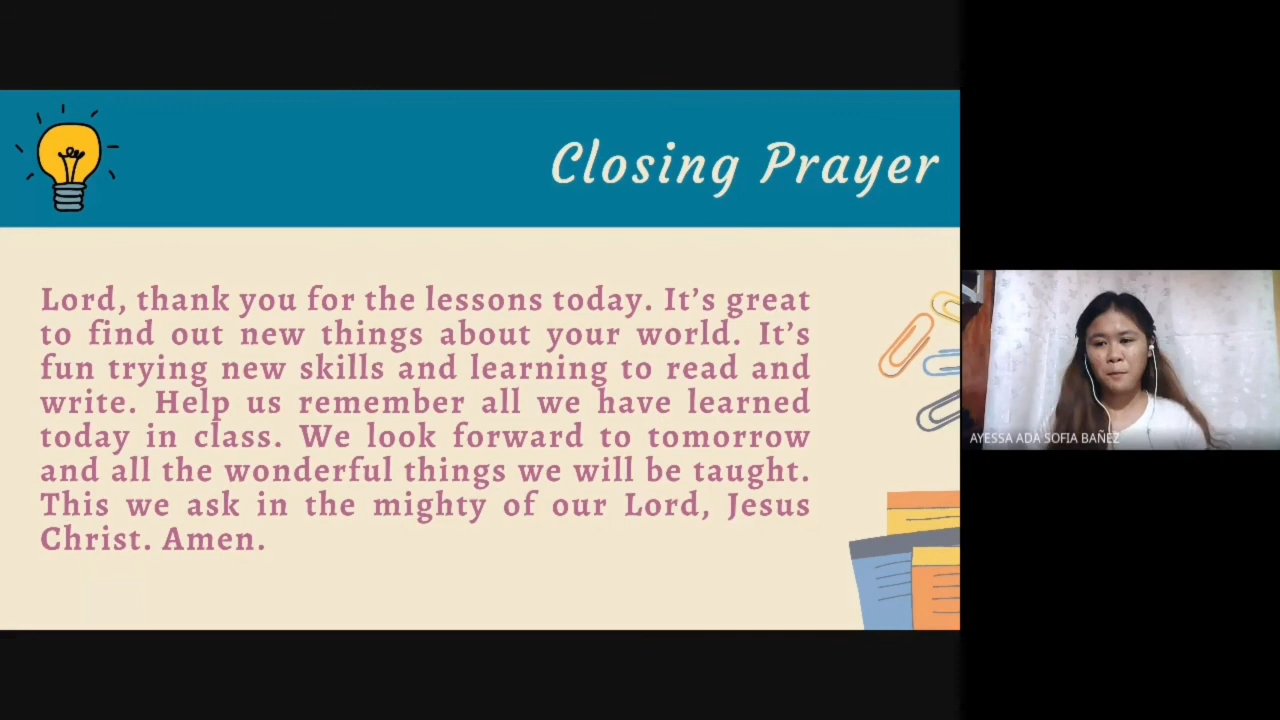 Closing Prayer
Lord, thank you for the lessons today. It's great
to find out new things about your world. It's
fun trying new skills and learning to read and
write. Help us remember all we have learned
today in class. We look forward to tomorrow
and all the wonderful things we will be taught.
This we ask in the mighty of our Lord, Jesus
Christ. Amen.
AYESSA ADA SOFIA BAÑEZ